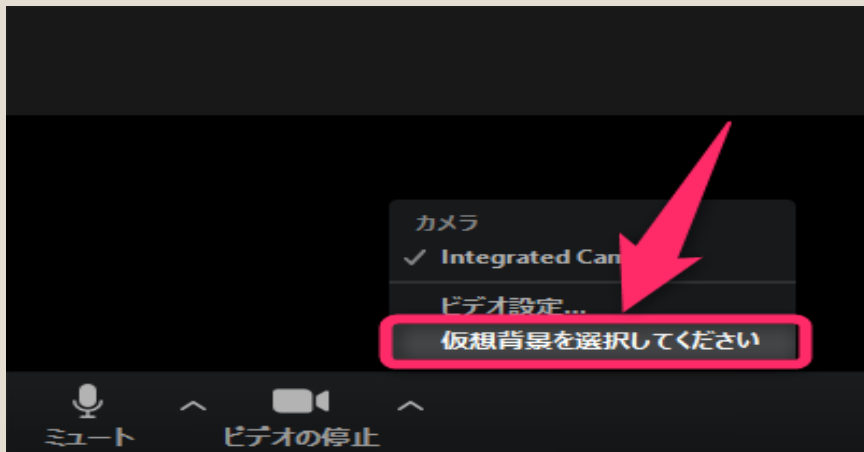 カメラ
✓ Integrated Cam
ビデオ設定...
仮想背景を選択してください
ミュート
ビデオの停止